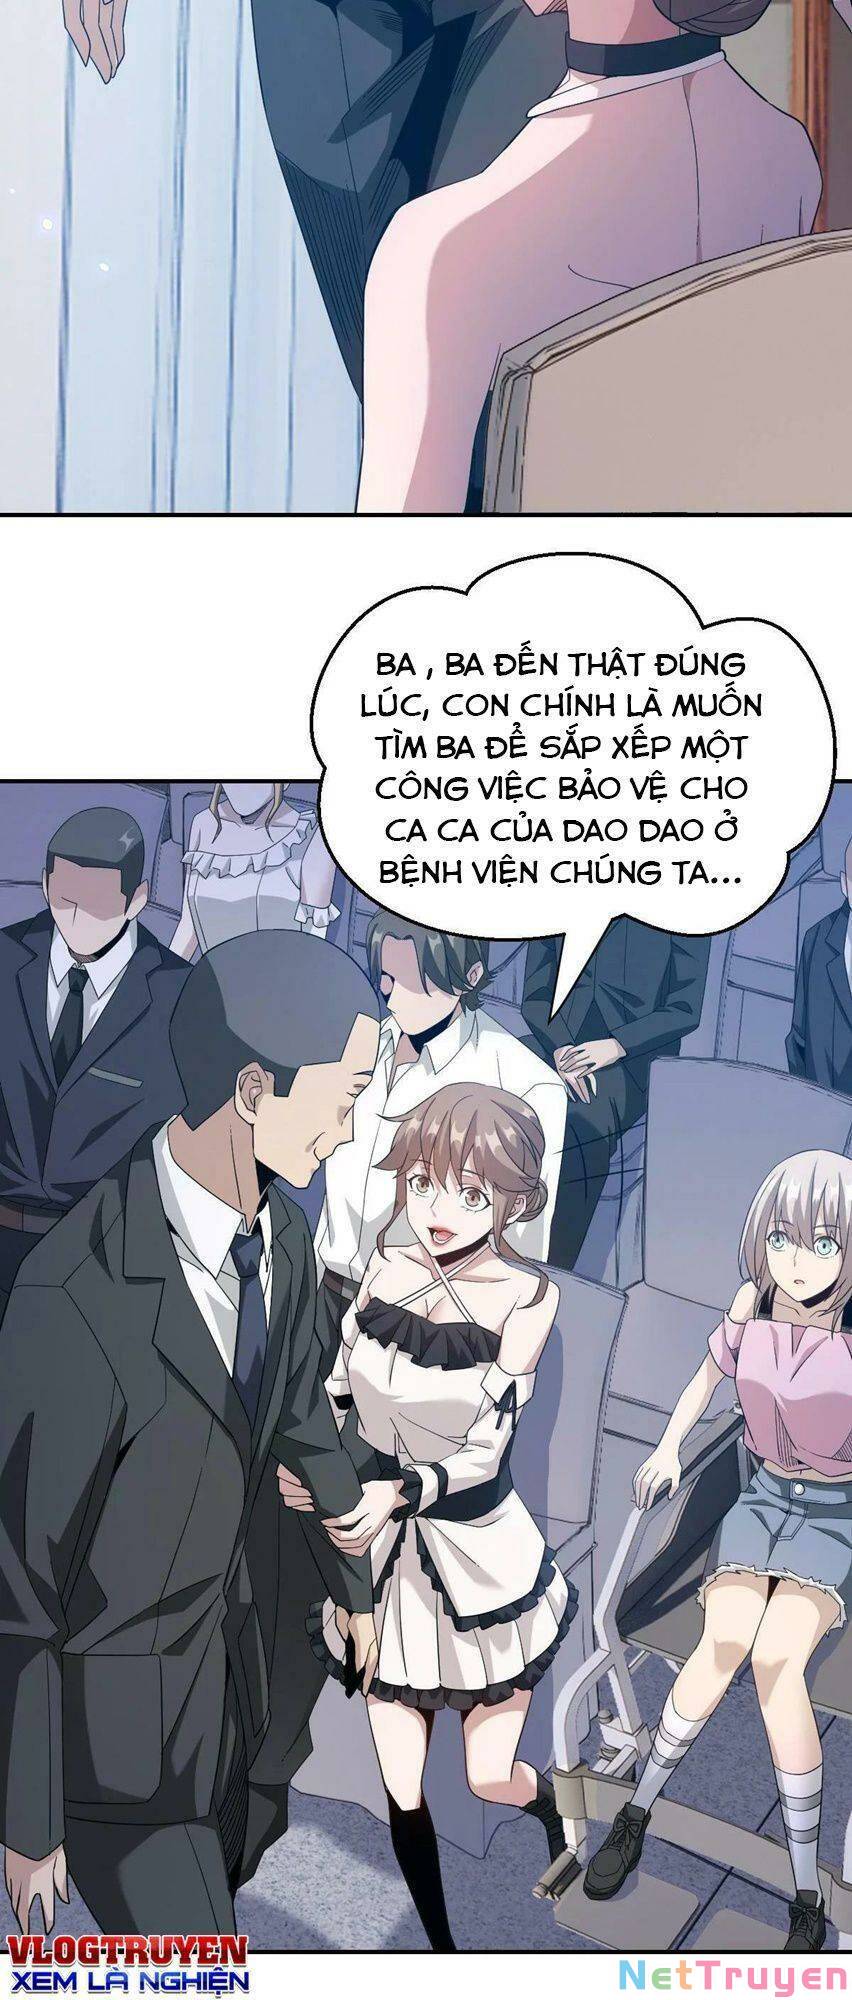 BA , BA ĐẾN THẬT ĐÚNG
LÚC, CON CHÍNH LÀ MUỐN
TÌM BA ĐỂ SẮP XẾP MỘT
CÔNG VIỆC BẢO VỆ CHO
CA CA CỦA DAO DAO Ở
BỆNH VIỆN CHÚNG TA...
VLOGTRUYEN
XEM LÀ NGHIỆN
NetTruyen